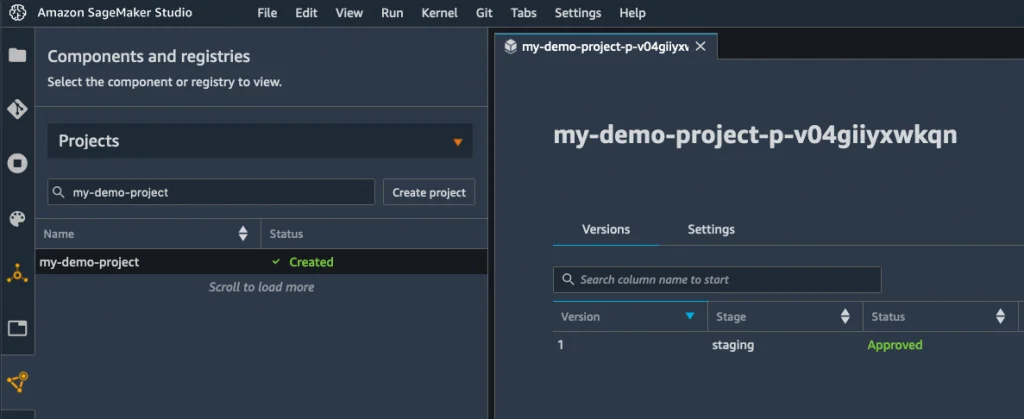 Amazon SageMaker Studio File Edit View Run Kernel Git Tabs Settings Help
Components and registries
Select the component or registry to view.
Projects
my-demo-project Create project
Name Status
my-demo-project Created
Scroll to load more
my-demo-project-p-v04giiyxw
my-demo-project-p-v04giiyxwkqn
Versions Settings
Search column name to start
Version Stage Status
1 staging Approved